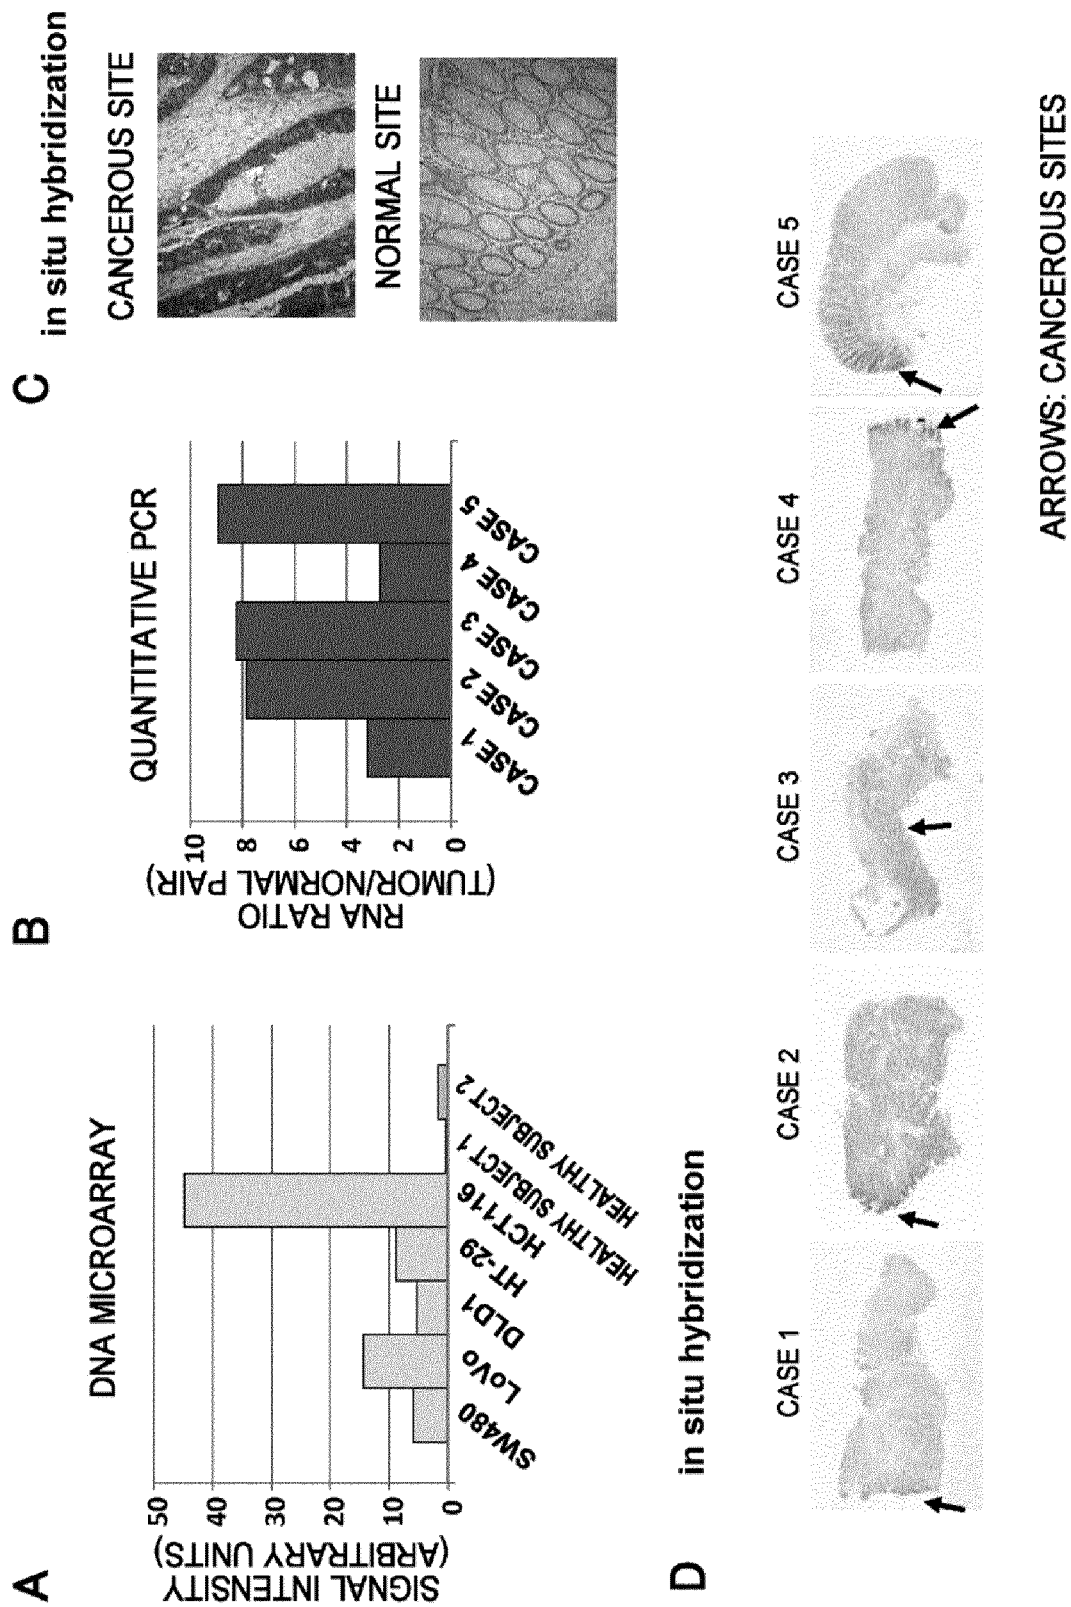 A
DNA MICROARRAY
SIGNAL INTENSITY
(ARBITRARY UNITS)
50
40
30
20
10
0
SW480
LoVo
DLD1
HT-29
HCT116
HEALTHY SUBJECT 1
HEALTHY SUBJECT 2
B
QUANTITATIVE PCR
RNA RATIO
(TUMOR/NORMAL PAIR)
10
8
6
4
2
0
CASE 1
CASE 2
CASE 3
CASE 4
CASE 5
C
in situ hybridization
CANCEROUS SITE
NORMAL SITE
D
in situ hybridization
CASE 1
CASE 2
CASE 3
CASE 4
CASE 5
ARROWS: CANCEROUS SITES